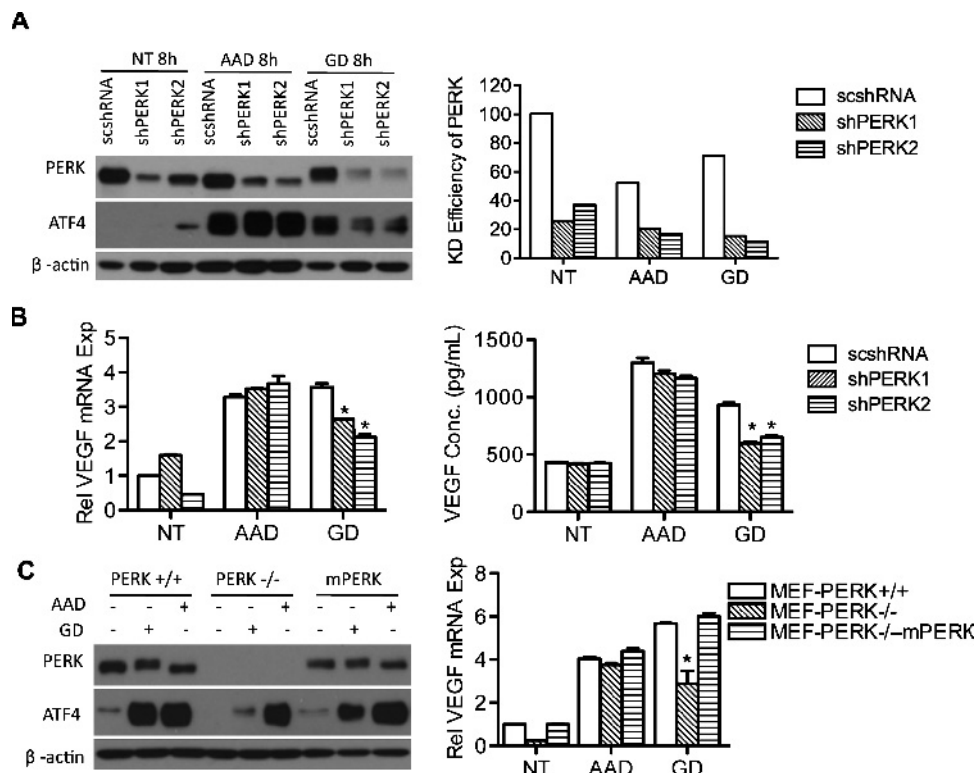 A
NT 8h AAD 8h GD 8h
scshRNA shPERK1 shPERK2 scshRNA shPERK1 shPERK2 scshRNA shPERK1 shPERK2
PERK
ATF4
β -actin
KD Efficiency of PERK
100
80
60
40
20
0
NT AAD GD
scshRNA
shPERK1
shPERK2
B
Rel VEGF mRNA Exp
5
4
3
2
1
0
* *
NT AAD GD
VEGF Conc. (pg/mL)
1500
1000
500
0
* *
NT AAD GD
scshRNA
shPERK1
shPERK2
C
PERK +/+ PERK -/- mPERK
AAD - - + - - + - - +
GD - + - - + - - + -
PERK
ATF4
β -actin
Rel VEGF mRNA Exp
8
6
4
2
0
*
NT AAD GD
MEF-PERK+/+
MEF-PERK-/-
MEF-PERK-/--mPERK